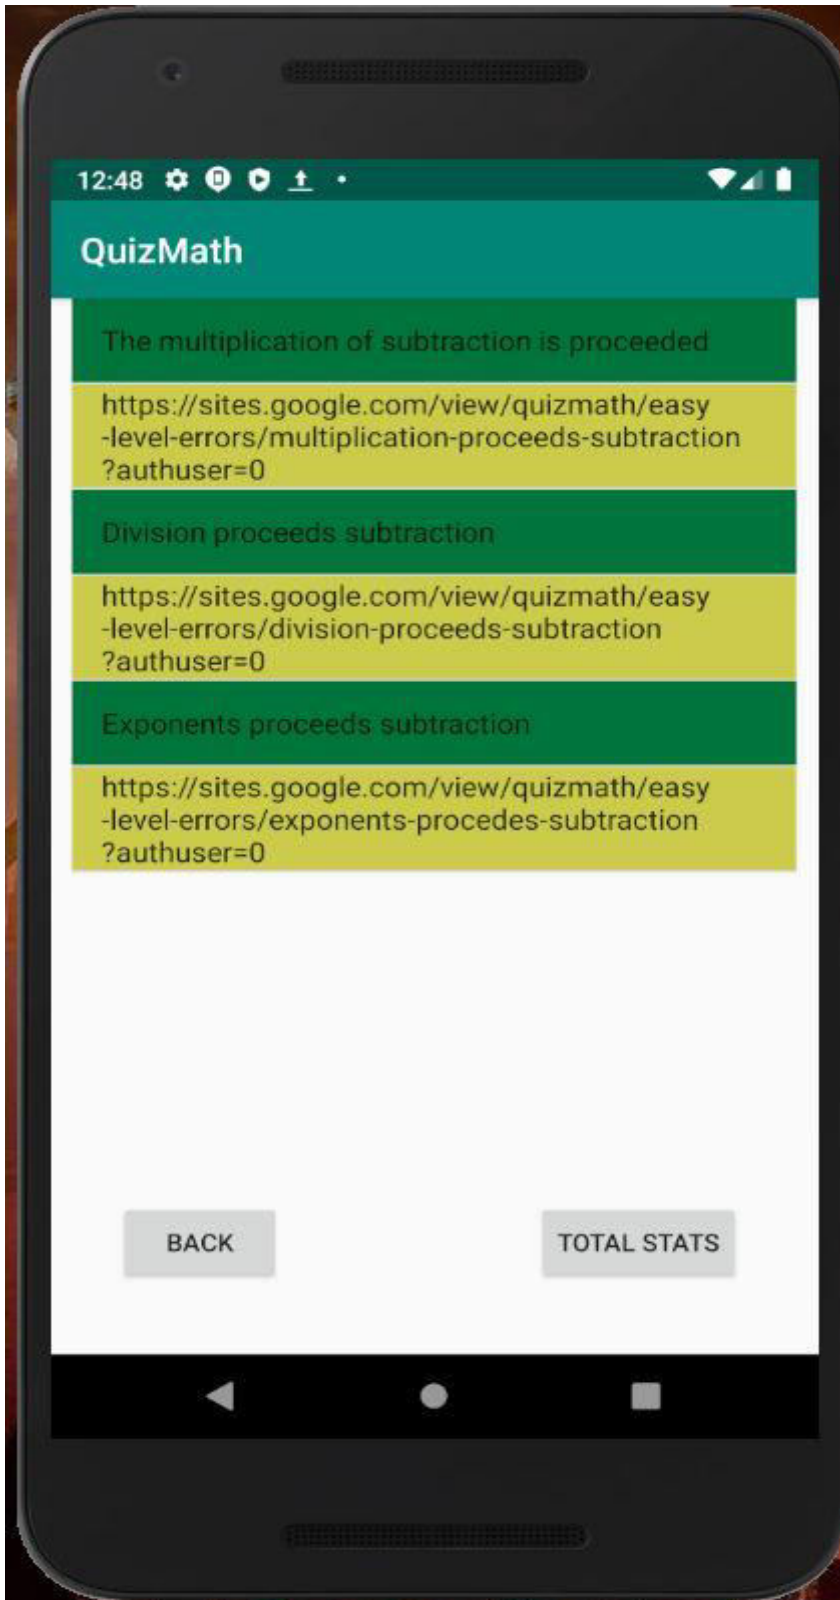 12:48
QuizMath
The multiplication of subtraction is proceeded
https://sites.google.com/view/quizmath/easy
-level-errors/multiplication-proceeds-subtraction
?authuser=0
Division proceeds subtraction
https://sites.google.com/view/quizmath/easy
-level-errors/division-proceeds-subtraction
?authuser=0
Exponents proceeds subtraction
https://sites.google.com/view/quizmath/easy
-level-errors/exponents-procedes-subtraction
?authuser=0
BACK TOTAL STATS